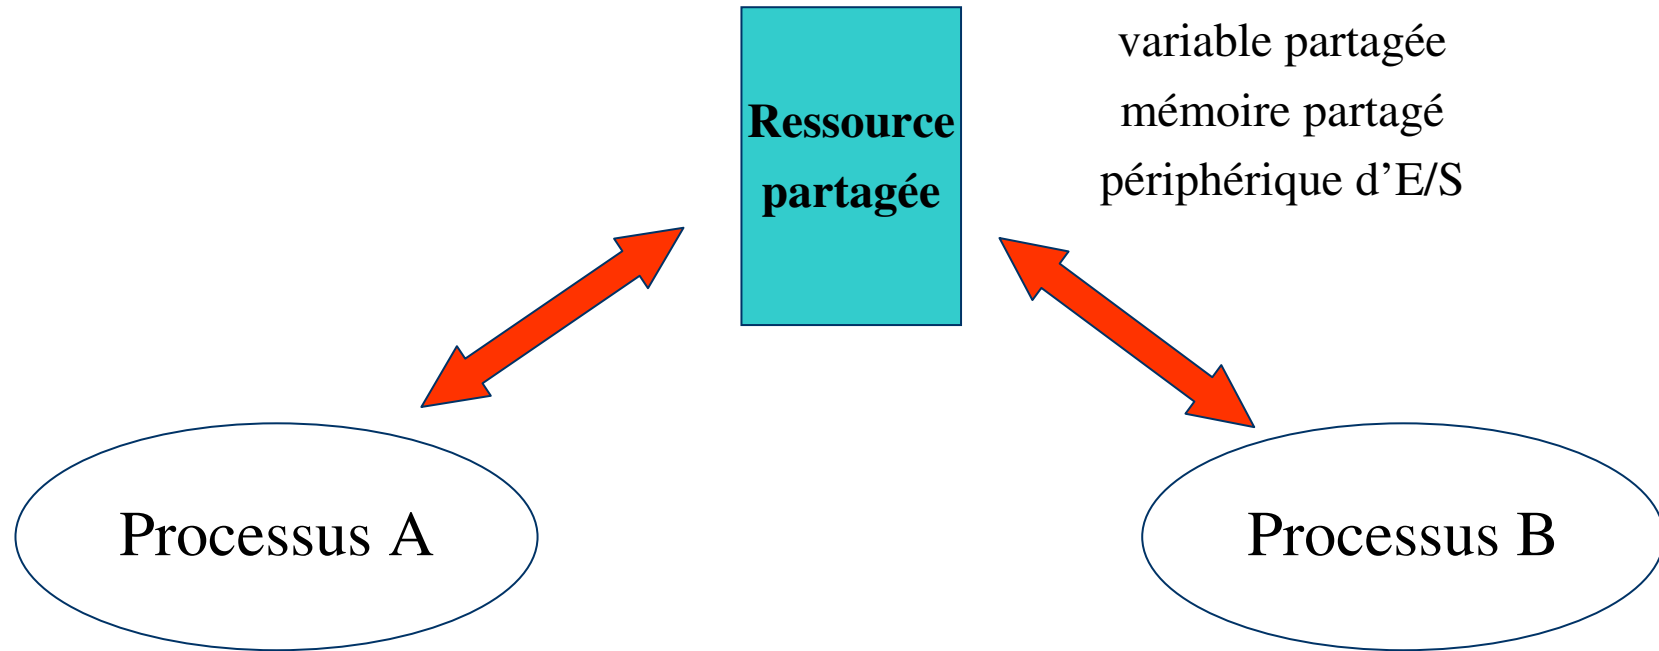 variable partagée
mémoire partagé
périphérique d’E/S
Ressource
partagée
Processus A
Processus B